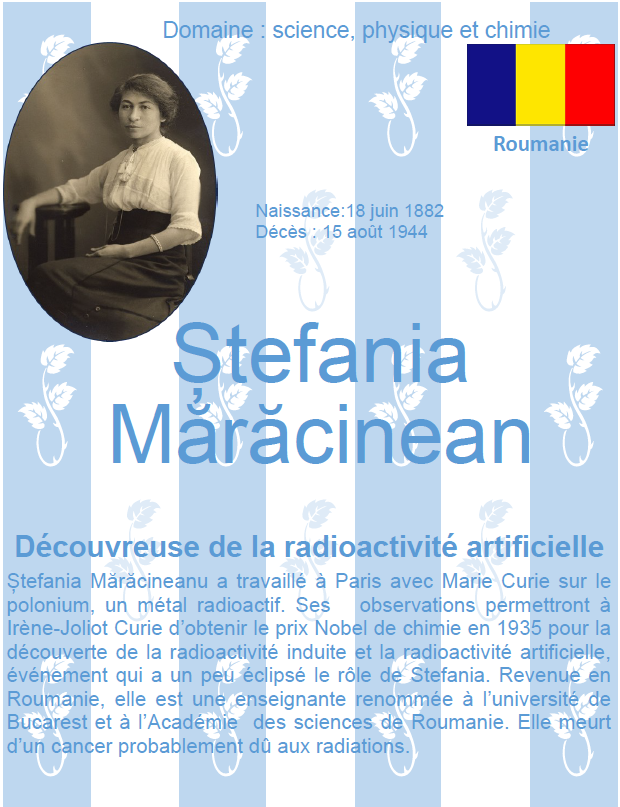 Domaine : science, physique et chimie
Roumanie
Naissance:18 juin 1882
Décès : 15 août 1944
Ștefania
Mărăcinean
Découvreuse de la radioactivité artificielle
Ștefania Mărăcineanu a travaillé à Paris avec Marie Curie sur le
polonium, un métal radioactif. Ses observations permettront à
Irène-Joliot Curie d’obtenir le prix Nobel de chimie en 1935 pour la
découverte de la radioactivité induite et la radioactivité artificielle,
événement qui a un peu éclipsé le rôle de Stefania. Revenue en
Roumanie, elle est une enseignante renommée à l’université de
Bucarest et à l’Académie des sciences de Roumanie. Elle meurt
d’un cancer probablement dû aux radiations.